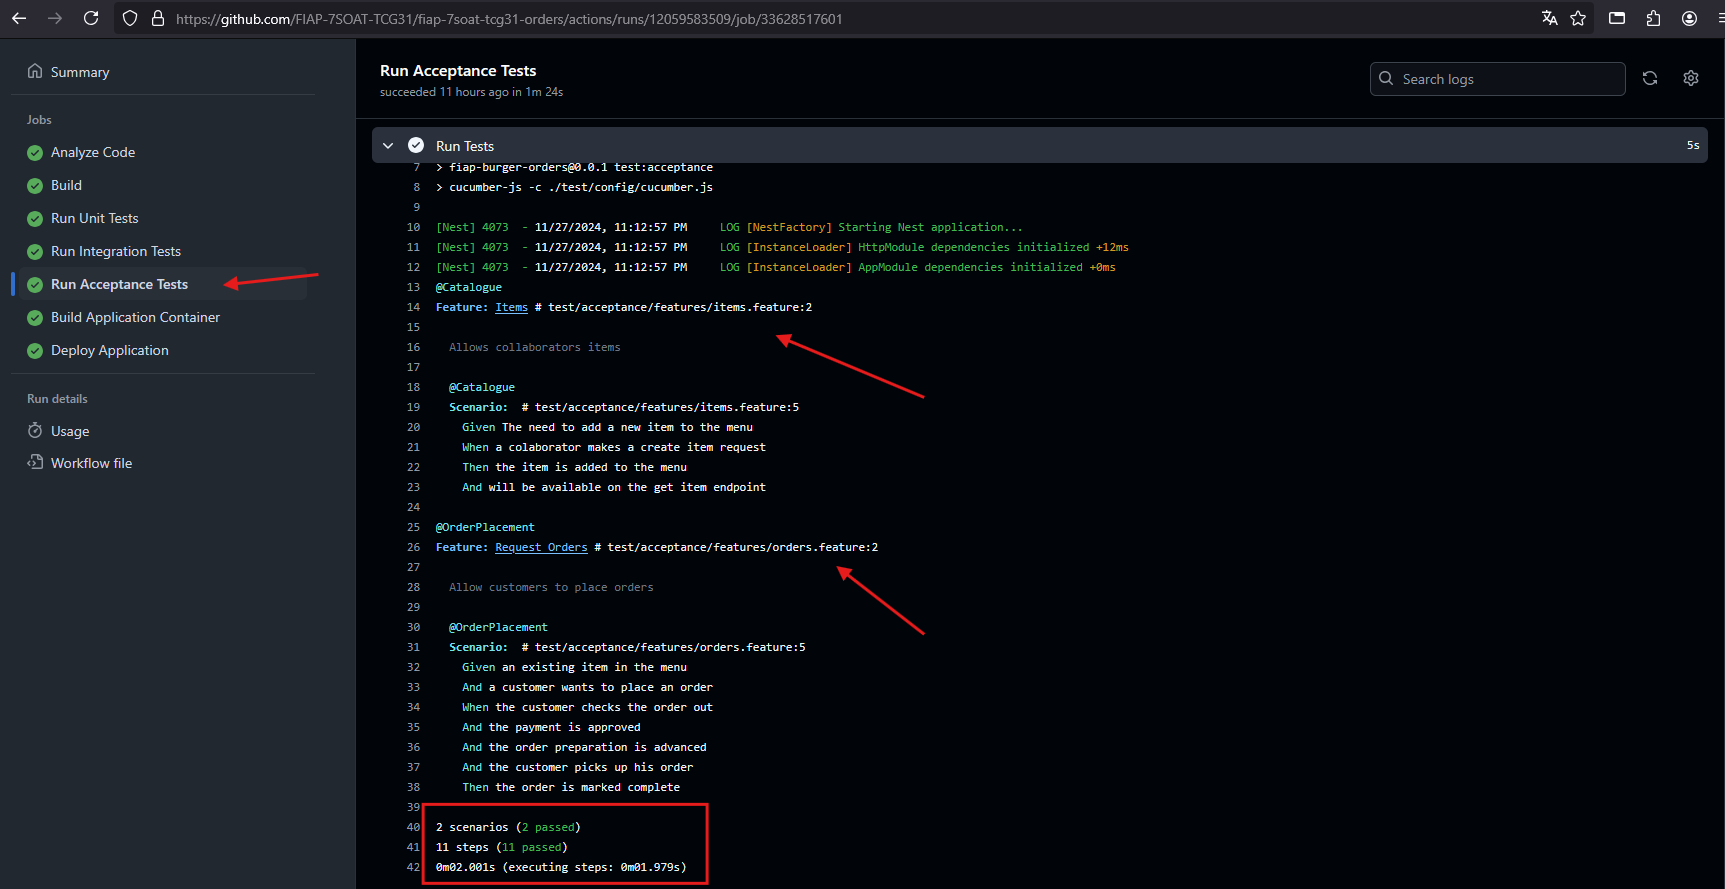 https://github.com/FIAP-7SOAT-TCG31/fiap-7soat-tcg31-orders/actions/runs/12059583509/job/33628517601
Summary
Jobs
Analyze Code
Build
Run Unit Tests
Run Integration Tests
Run Acceptance Tests
Build Application Container
Deploy Application
Run details
Usage
Workflow file
Run Acceptance Tests
succeeded 11 hours ago in 1m 24s
Search logs
Run Tests 5s
7 > fiap-burger-orders@0.0.1 test:acceptance
8 > cucumber-js -c ./test/config/cucumber.js
9
10 [Nest] 4073  - 11/27/2024, 11:12:57 PM     LOG [NestFactory] Starting Nest application...
11 [Nest] 4073  - 11/27/2024, 11:12:57 PM     LOG [InstanceLoader] HttpModule dependencies initialized +12ms
12 [Nest] 4073  - 11/27/2024, 11:12:57 PM     LOG [InstanceLoader] AppModule dependencies initialized +0ms
13 @Catalogue
14 Feature: Items # test/acceptance/features/items.feature:2
15
16 Allows collaborators items
17
18 @Catalogue
19 Scenario:  # test/acceptance/features/items.feature:5
20 Given The need to add a new item to the menu
21 When a colaborator makes a create item request
22 Then the item is added to the menu
23 And will be available on the get item endpoint
24
25 @OrderPlacement
26 Feature: Request Orders # test/acceptance/features/orders.feature:2
27
28 Allow customers to place orders
29
30 @OrderPlacement
31 Scenario:  # test/acceptance/features/orders.feature:5
32 Given an existing item in the menu
33 And a customer wants to place an order
34 When the customer checks the order out
35 And the payment is approved
36 And the order preparation is advanced
37 And the customer picks up his order
38 Then the order is marked complete
39
40 2 scenarios (2 passed)
41 11 steps (11 passed)
42 0m02.001s (executing steps: 0m01.979s)